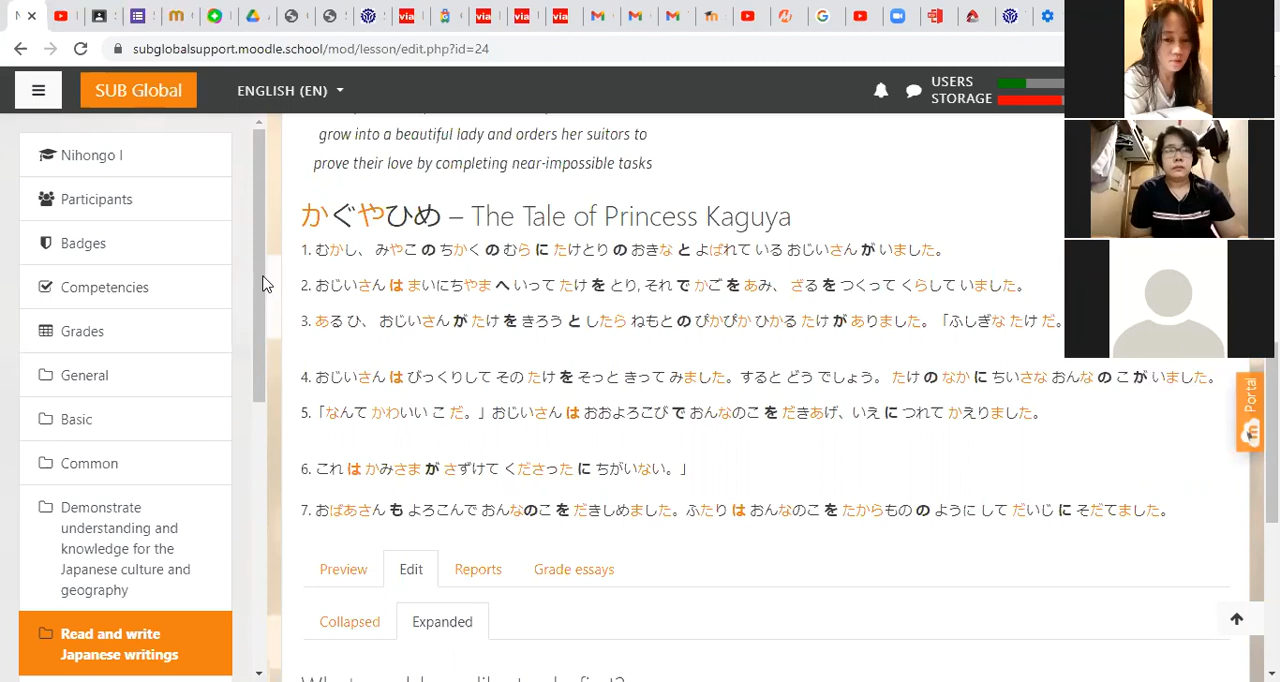 subglobalsupport.moodle.school/mod/lesson/edit.php?id=24
SUB Global
ENGLISH (EN)
USERS
STORAGE
Nihongo I
Participants
Badges
Competencies
Grades
General
Basic
Common
Demonstrate
understanding and
knowledge for the
Japanese culture and
geography
Read and write
Japanese writings
grow into a beautiful lady and orders her suitors to
prove their love by completing near-impossible tasks
かぐやひめ – The Tale of Princess Kaguya
1. むかし、 みやこ の ちかく の むら に たけとり の おきな と よばれて いる おじいさん が いました。
2. おじいさん は まいにちやま へ いって たけ を とり, それ で かご を あみ、 ざる を つくって くらして いました。
3. ある ひ、 おじいさん が たけ を きろう と したら ねもと の ぴかぴか ひかる たけ が ありました。「ふしぎな たけ だ。
4. おじいさん は びっくりして その たけ を そっと きって みました。すると どう でしょう。 たけ の なか に ちいさな おんな の こ が いました。
5.「なんて かわいい こ だ。」おじいさん は おおよろこび で おんなのこ を だきあげ、いえ に つれて かえりました。
6. これ は かみさま が さずけて くださった に ちがいない。」
7. おばあさん も よろこんで おんなのこ を だきしめました。ふたり は おんなのこ を たからもの の ように して だいじ に そだてました。
Preview
Edit
Reports
Grade essays
Collapsed
Expanded
Portal